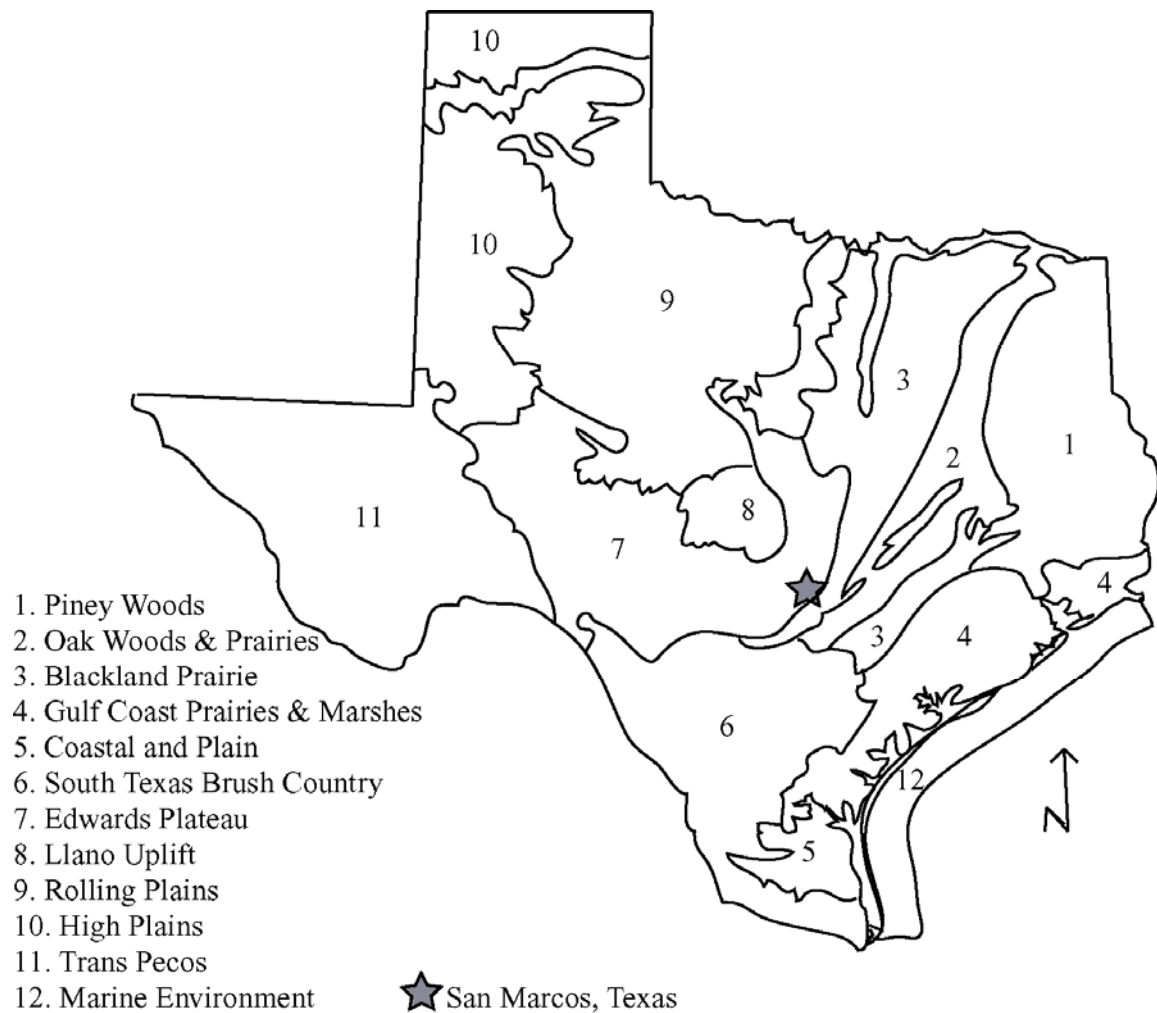 10
10
9
3
1
2
11
8
7
4
3
4
6
12
5
N
1. Piney Woods
2. Oak Woods & Prairies
3. Blackland Prairie
4. Gulf Coast Prairies & Marshes
5. Coastal and Plain
6. South Texas Brush Country
7. Edwards Plateau
8. Llano Uplift
9. Rolling Plains
10. High Plains
11. Trans Pecos
12. Marine Environment
San Marcos, Texas